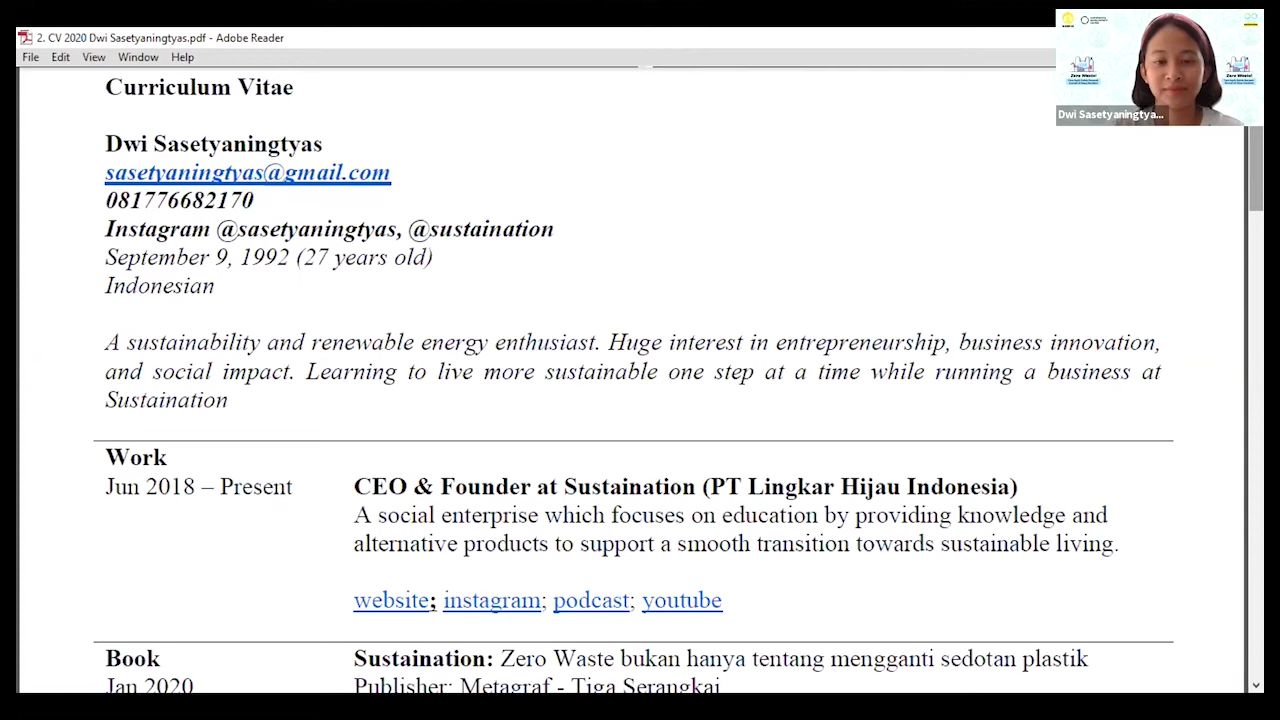 2. CV 2020 Dwi Sasetyaningtyas.pdf - Adobe Reader
File Edit View Window Help
Curriculum Vitae
Dwi Sasetyaningtyas
sasetyaningtyas@gmail.com
081776682170
Instagram @sasetyaningtyas, @sustaination
September 9, 1992 (27 years old)
Indonesian
A sustainability and renewable energy enthusiast. Huge interest in entrepreneurship, business innovation,
and social impact. Learning to live more sustainable one step at a time while running a business at
Sustaination
Work
Jun 2018 – Present
CEO & Founder at Sustaination (PT Lingkar Hijau Indonesia)
A social enterprise which focuses on education by providing knowledge and
alternative products to support a smooth transition towards sustainable living.
website; instagram; podcast; youtube
Book
Sustaination: Zero Waste bukan hanya tentang mengganti sedotan plastik
Jan 2020
Publisher: Metagraf - Tiga Serangkai
Zero Waste!
Zero Waste!
Dwi Sasetyaningtya...